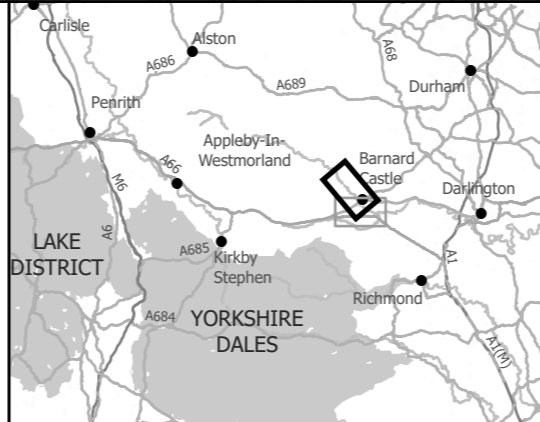 Carlisle
Alston
A686
A68
A689
Durham
Penrith
Appleby-In-
Westmorland
Barnard
Castle
A66
M6
Darlington
LAKE
DISTRICT
A6
A685
Kirkby
Stephen
A1
Richmond
A684
YORKSHIRE
DALES
A1(M)